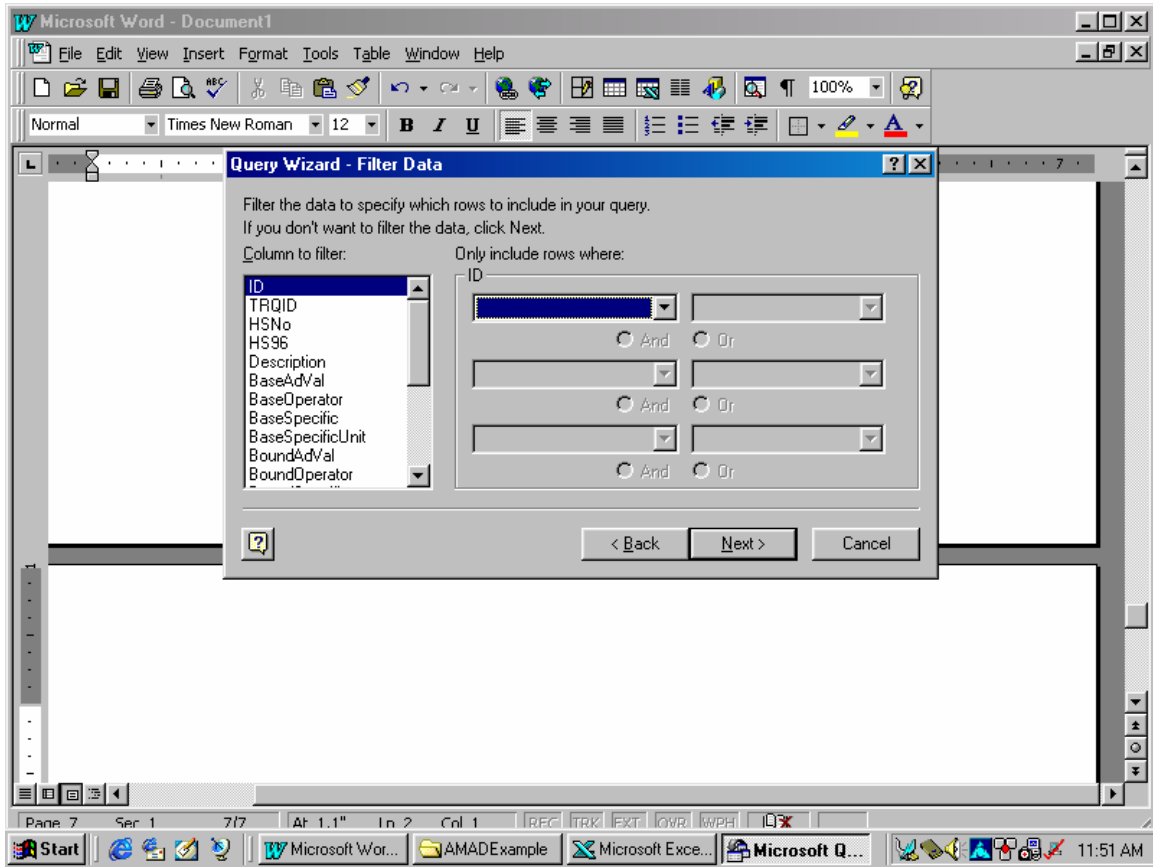 Microsoft Word - Document1
File Edit View Insert Format Tools Table Window Help
ABC 100%
Normal Times New Roman 12 B I U A
L 7
Query Wizard - Filter Data
Filter the data to specify which rows to include in your query.
If you don't want to filter the data, click Next.
Column to filter: Only include rows where:
ID
ID
TRQID
HSNo
HS96
Description
BaseAdVal
BaseOperator
BaseSpecific
BaseSpecificUnit
BoundAdVal
BoundOperator
And Or
And Or
And Or
< Back Next > Cancel
1
Page 7 Sec 1 7/7 At 1.1" Ln 2 Col 1 REC TRK EXT OVR WPH
Start Microsoft Wor... AMADExample Microsoft Exce... Microsoft Q... 11:51 AM